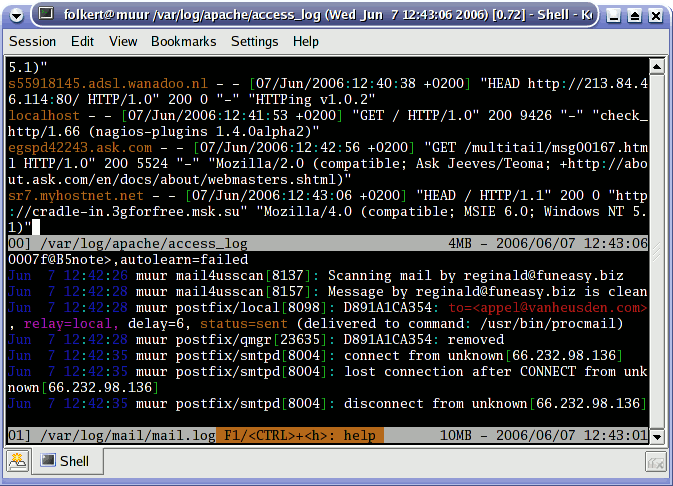 folkert@muur /var/log/apache/access_log (Wed Jun 7 12:43:06 2006) [0.72] - Shell - Ko
Session Edit View Bookmarks Settings Help
5.1)"
s55918145.adsl.wanadoo.nl - - [07/Jun/2006:12:40:38 +0200] "HEAD http://213.84.4
6.114:80/ HTTP/1.0" 200 0 "-" "HTTPing v1.0.2"
localhost - - [07/Jun/2006:12:41:53 +0200] "GET / HTTP/1.0" 200 9426 "-" "check_
http/1.66 (nagios-plugins 1.4.0alpha2)"
egspd42243.ask.com - - [07/Jun/2006:12:42:56 +0200] "GET /multitail/msg00167.htm
l HTTP/1.0" 200 5524 "-" "Mozilla/2.0 (compatible; Ask Jeeves/Teoma; +http://abo
ut.ask.com/en/docs/about/webmasters.shtml)"
sr7.myhostnet.net - - [07/Jun/2006:12:43:06 +0200] "HEAD / HTTP/1.1" 200 0 "http
://cradle-in.3gforfree.msk.su" "Mozilla/4.0 (compatible; MSIE 6.0; Windows NT 5.
1)"
00] /var/log/apache/access_log 4MB - 2006/06/07 12:43:06
0007f@B5note>,autolearn=failed
Jun 7 12:42:28 muur mail4usscan[8137]: Scanning mail by reginald@funeasy.biz
Jun 7 12:42:28 muur mail4usscan[8157]: Message by reginald@funeasy.biz is clean
Jun 7 12:42:28 muur postfix/local[8098]: D891A1CA354: to=<appel@vanheusden.com>
, relay=local, delay=6, status=sent (delivered to command: /usr/bin/procmail)
Jun 7 12:42:28 muur postfix/qmgr[23635]: D891A1CA354: removed
Jun 7 12:42:35 muur postfix/smtpd[8004]: connect from unknown[66.232.98.136]
Jun 7 12:42:35 muur postfix/smtpd[8004]: lost connection after CONNECT from unk
nown[66.232.98.136]
Jun 7 12:42:35 muur postfix/smtpd[8004]: disconnect from unknown[66.232.98.136]
01] /var/log/mail/mail.log F1/<CTRL>+<h>: help 10MB - 2006/06/07 12:43:01
Shell